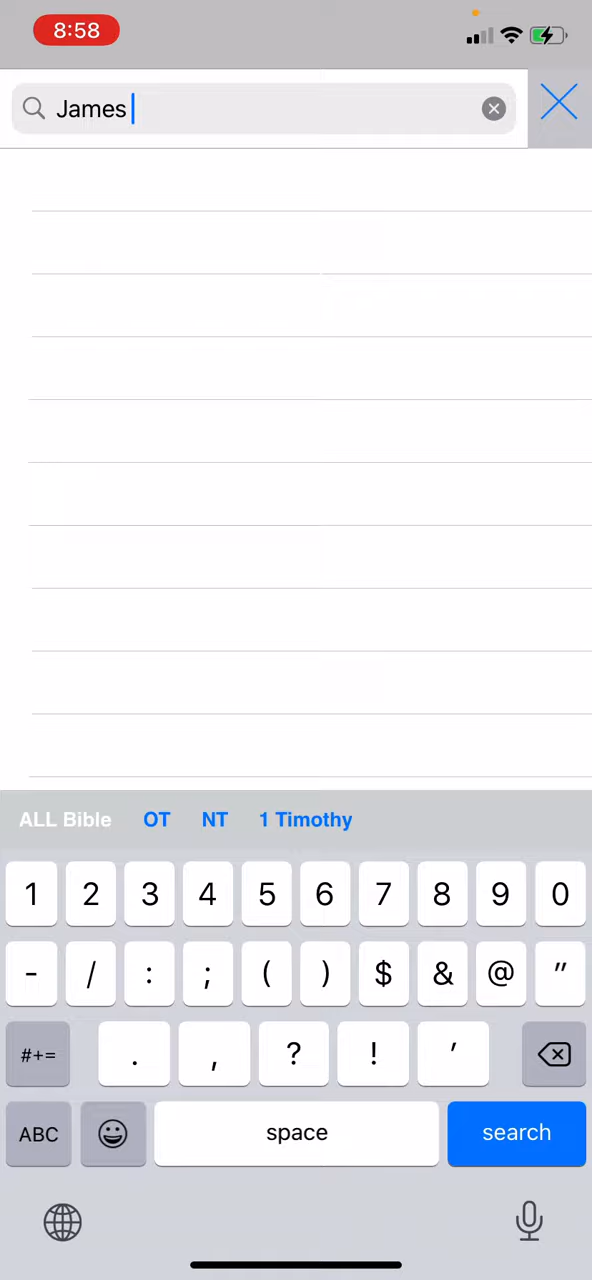 8:58
James
ALL Bible OT NT 1 Timothy
1 2 3 4 5 6 7 8 9 0
- / : ; ( ) $ & @ "
#+= . , ? ! '
ABC space search